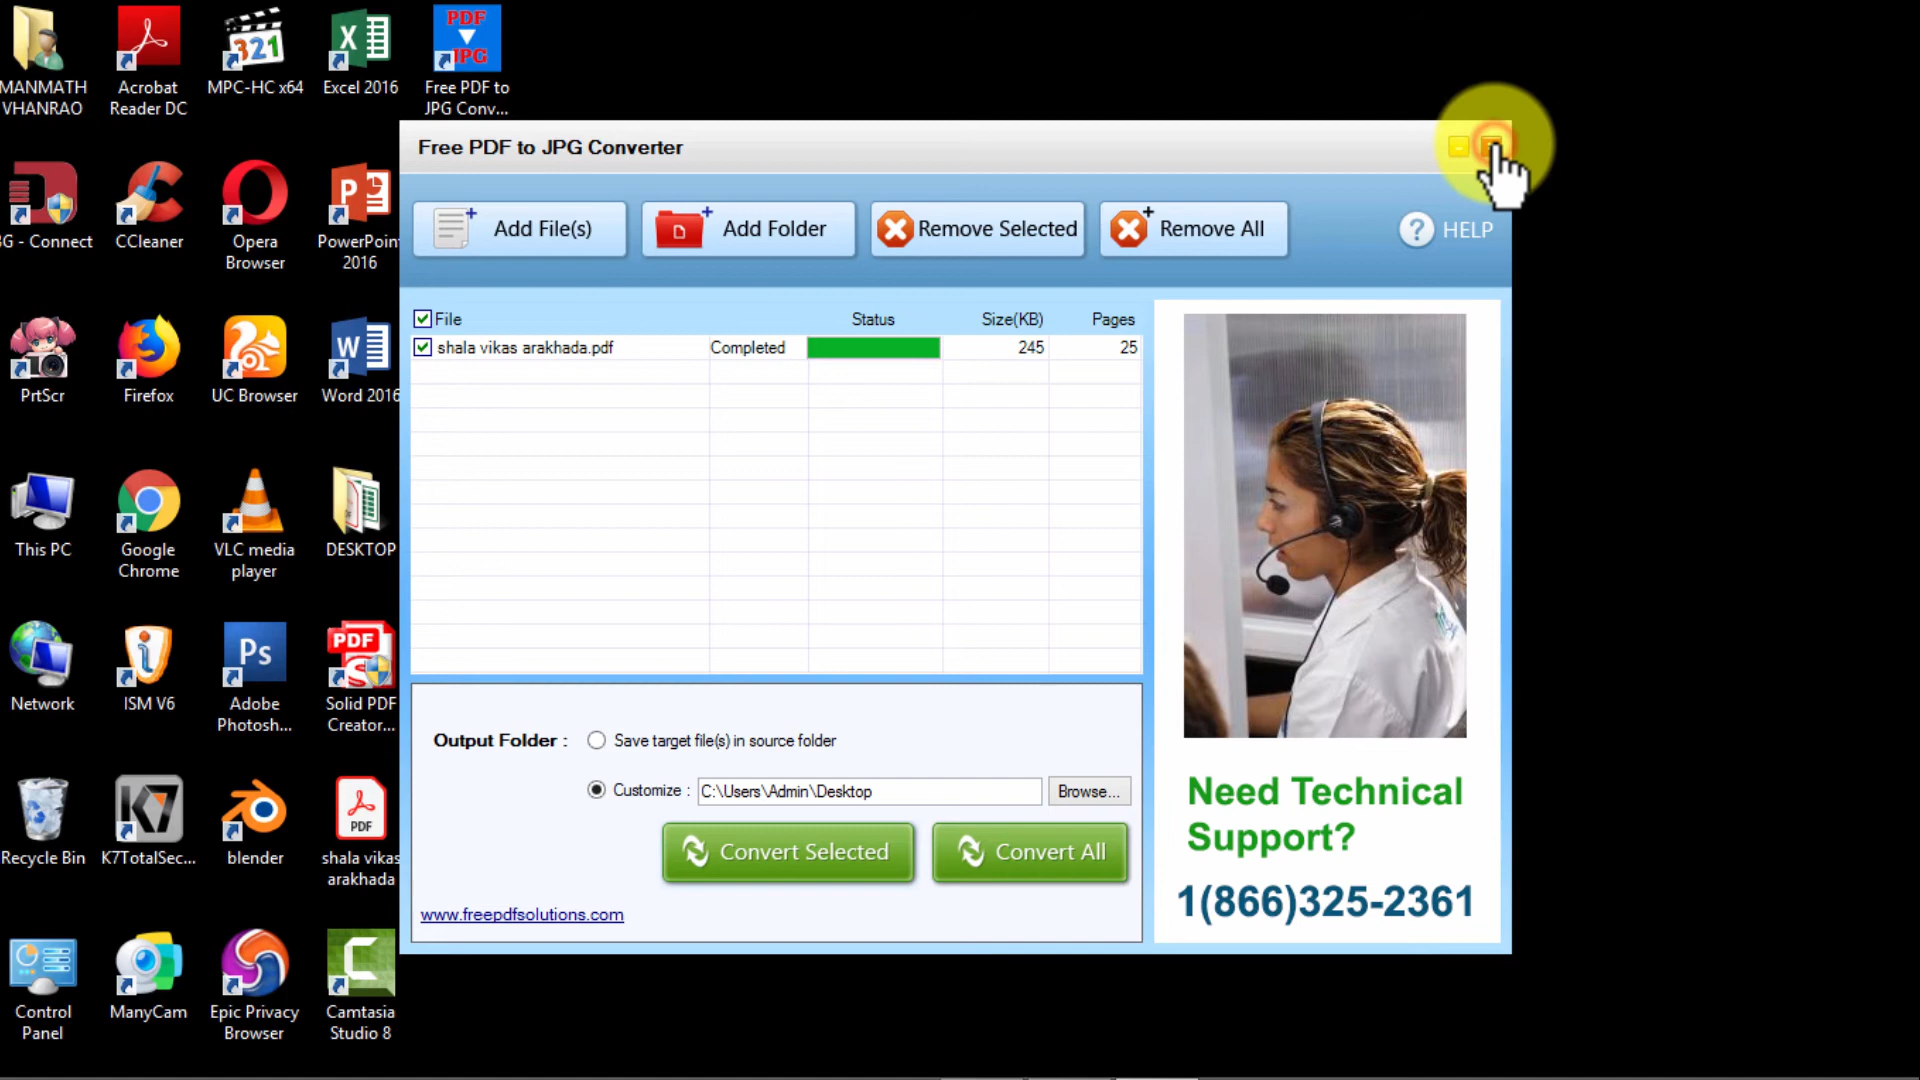 MANMATH
VHANRAO
Acrobat
Reader DC
MPC-HC x64
Excel 2016
PDF
JPG
Free PDF to
JPG Conv...
321
Free PDF to JPG Converter
Add File(s)
Add Folder
Remove Selected
Remove All
? HELP
File Status Size(KB) Pages
shala vikas arakhada.pdf Completed 245 25
G - Connect
CCleaner
Opera
Browser
PowerPoin
2016
PrtScr
Firefox
UC Browser
Word 2016
This PC
Google
Chrome
VLC media
player
DESKTOP
Network
ISM V6
Ps
Adobe
Photosh...
PDF
Solid PDF
Creator...
Recycle Bin
K7
K7TotalSec...
blender
PDF
shala vikas
arakhada
Control
Panel
ManyCam
Epic Privacy
Browser
Camtasia
Studio 8
Output Folder : Save target file(s) in source folder
Customize : C:\Users\Admin\Desktop Browse...
Convert Selected
Convert All
www.freepdfsolutions.com
Need Technical
Support?
1(866)325-2361